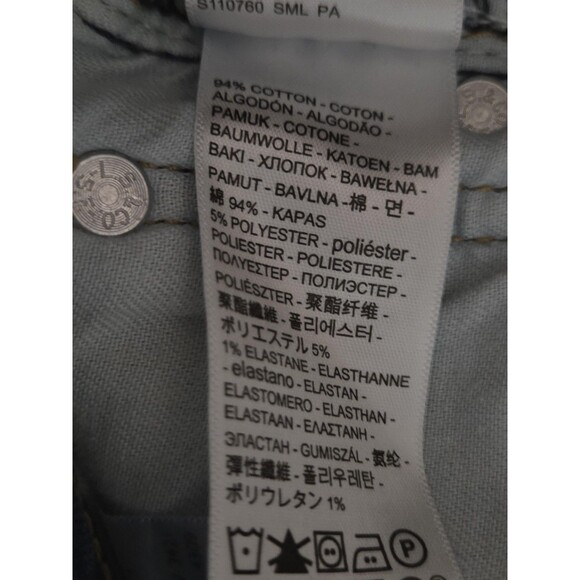 S110760 SML PA
94% COTTON - COTON -
ALGODÓN - ALGODÃO -
PAMUK - COTONE -
BAUMWOLLE - KATOEN - BAM
BAKI - ХЛОПОК - BAWEŁNA -
PAMUT - BAVLNA -棉 - 면 -
綿 94% - KAPAS
5% POLYESTER - poliéster -
POLIESTER - POLIESTERE -
ΠΟΛΥΕΣΤΕΡ - ПОЛИЭСТЕР -
POLIÉSZTER - 聚酯纤维 -
聚酯纖維 - 폴리에스터 -
ポリエステル 5%
1% ELASTANE - ELASTHANNE
- elastano - ELASTAN -
ELASTOMERO - ELASTHAN -
ELASTAAN - ΕΛΑΣΤΑΝΗ -
ЭЛАСТАН - GUMISZÁL - 氨纶 -
彈性纖維 - 폴리우레탄 -
ポリウレタン 1%
P